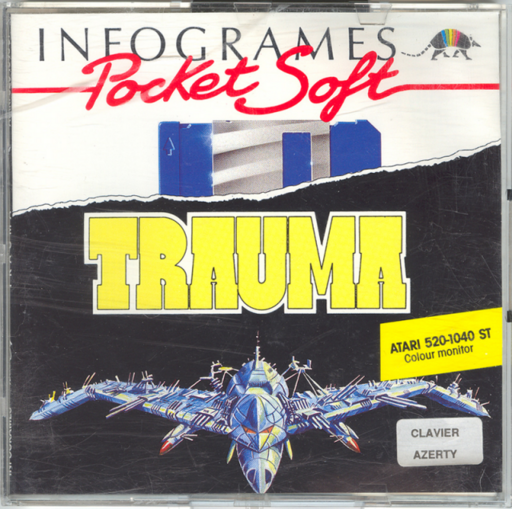 INFOGRAMES
Pocket Soft
TRAUMA
ATARI 520-1040 ST
Colour monitor
CLAVIER
AZERTY